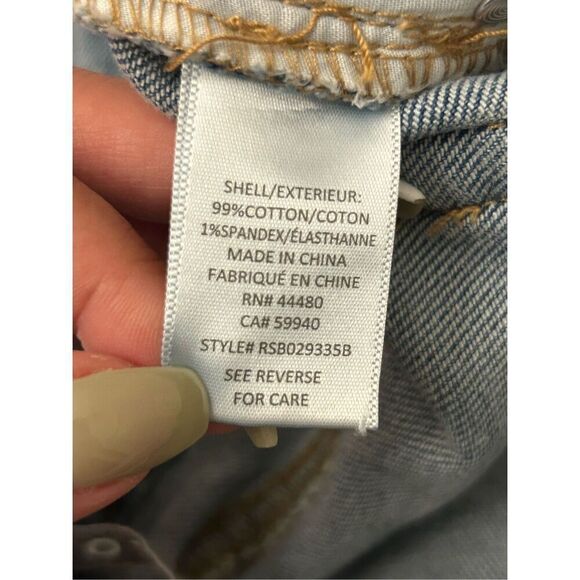 SHELL/EXTERIEUR:
99%COTTON/COTON
1%SPANDEX/ÉLASTHANNE
MADE IN CHINA
FABRIQUÉ EN CHINE
RN# 44480
CA# 59940
STYLE# RSB029335B
SEE REVERSE
FOR CARE